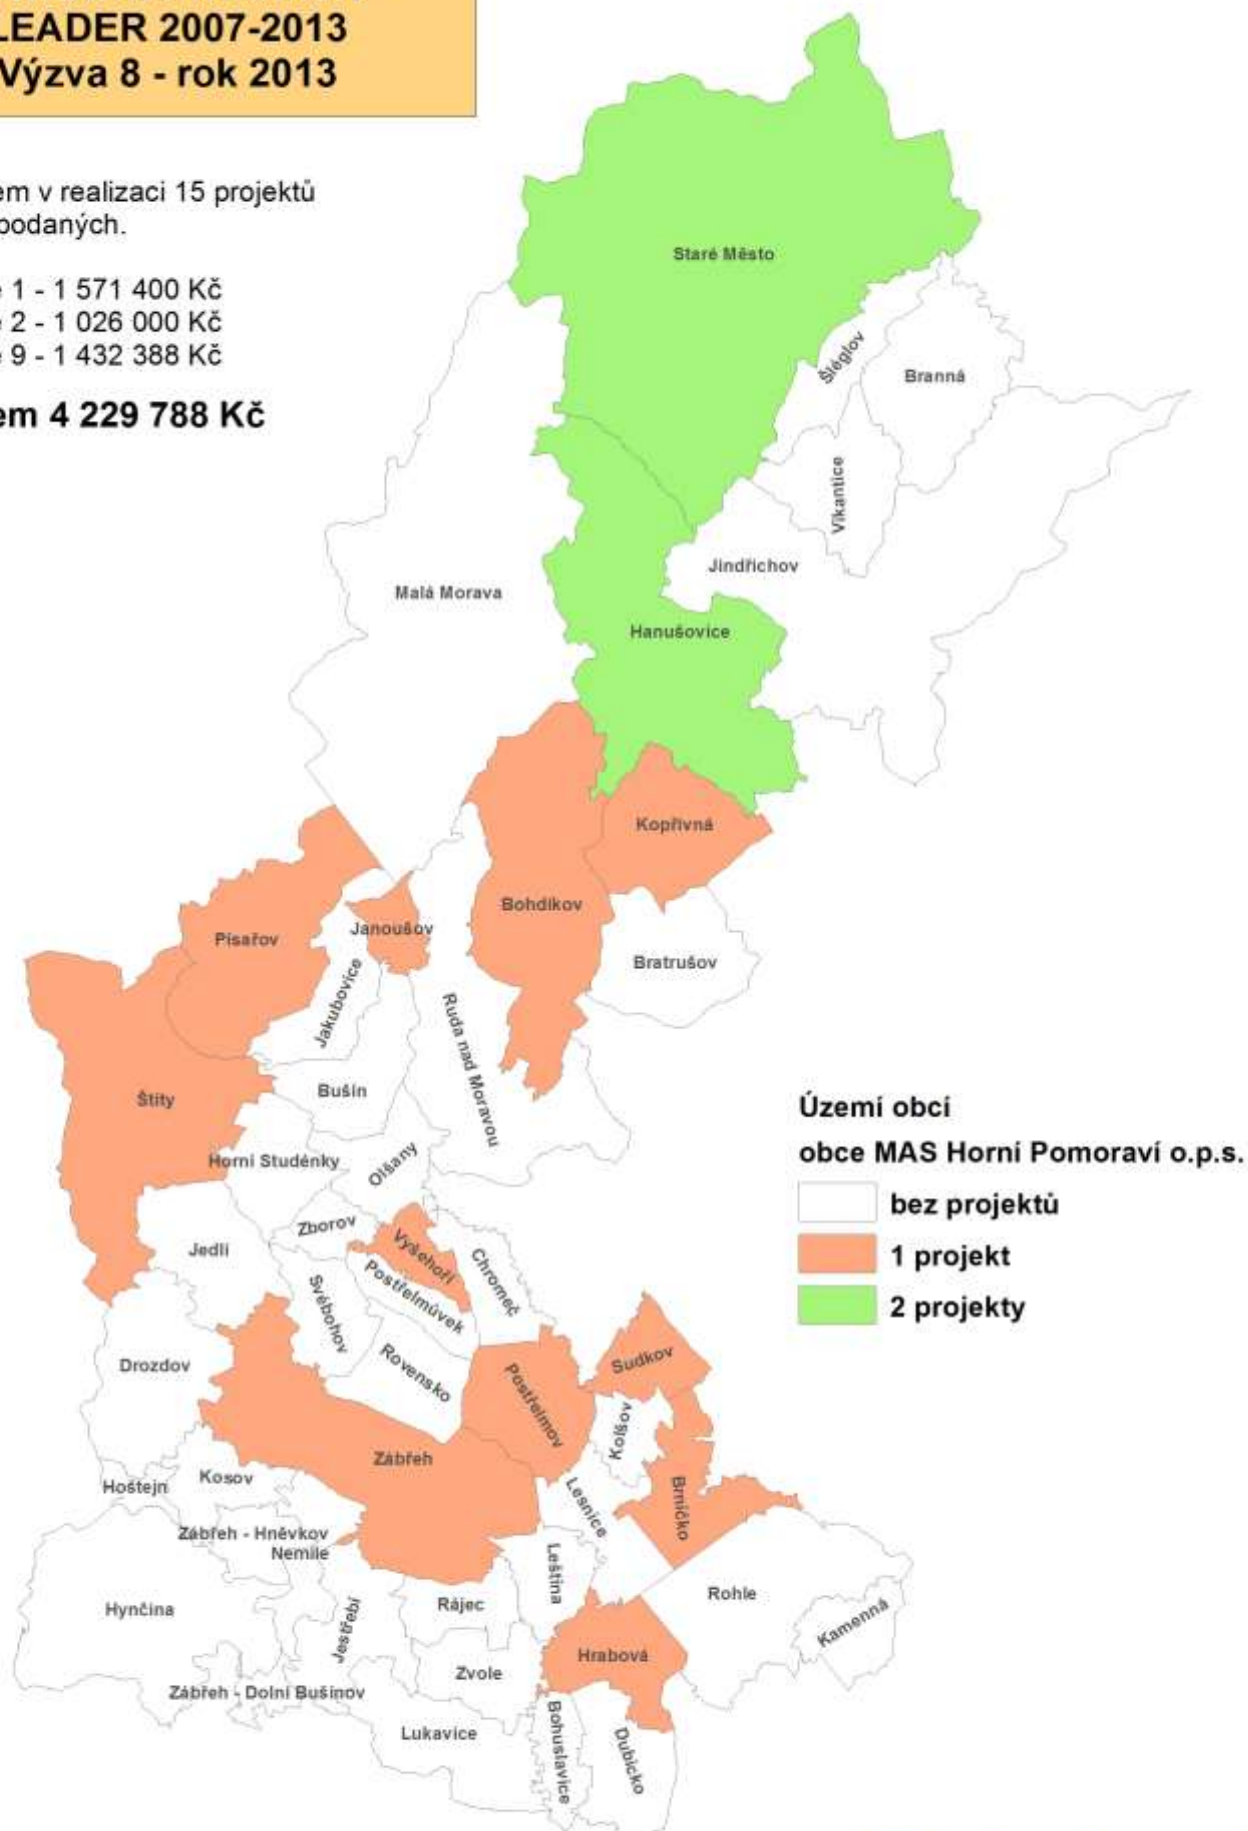 LEADER 2007-2013
Výzva 8 - rok 2013
em v realizaci 15 projektů
podaných.
e 1 - 1 571 400 Kč
e 2 - 1 026 000 Kč
e 9 - 1 432 388 Kč
em 4 229 788 Kč
Staré Město
Šléglov
Branná
Vikantice
Jindřichov
Malá Morava
Hanušovice
Kopřivná
Bohdíkov
Písařov
Janoušov
Bratrušov
Jakubovice
Ruda nad Moravou
Štíty
Bušín
Horní Studénky
Olšany
Zborov
Jedlí
Vyšehoří
Chromeč
Postřelmůvek
Svébohov
Drozdov
Rovensko
Postřelmov
Sudkov
Kolšov
Zábřeh
Hoštejn
Kosov
Lesnice
Brníčko
Zábřeh - Hněvkov
Nemile
Leština
Hynčina
Jestřebí
Rájec
Rohle
Kamenná
Hrabová
Zvole
Zábřeh - Dolní Bušínov
Lukavice
Bohuslavice
Dubicko
Území obcí
obce MAS Horní Pomoraví o.p.s.
bez projektů
1 projekt
2 projekty